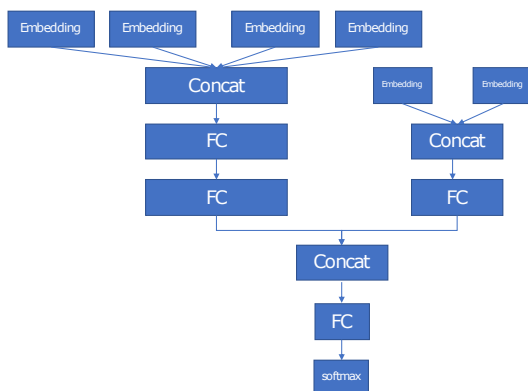 Embedding
Embedding
Embedding
Embedding
Concat
Embedding
Embedding
FC
Concat
FC
FC
Concat
FC
softmax